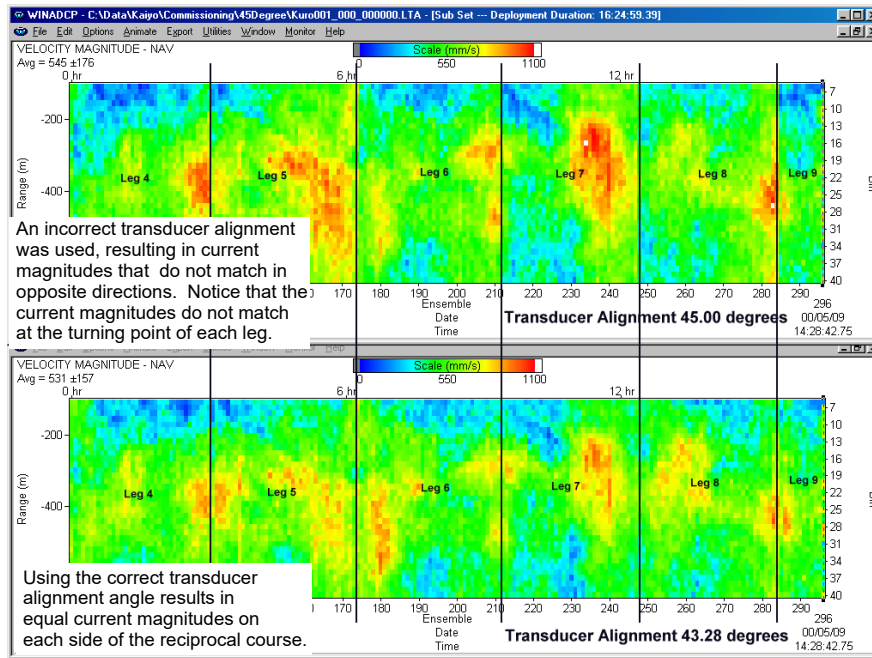 WINADCP - C:\Data\Kaiyo\Commissioning\45Degree\Kuro001_000_000000.LTA - [Sub Set --- Deployment Duration: 16:24:59.39]
File Edit Options Animate Export Utilities Window Monitor Help
VELOCITY MAGNITUDE - NAV
Avg = 545 ±176
Scale (mm/s)
0 550 1100
0 hr 6 hr 12 hr
-200
-400
Range (m)
7
10
13
16
19
22
25
28
31
34
37
40
Leg 4 Leg 5 Leg 6 Leg 7 Leg 8 Leg 9
An incorrect transducer alignment
was used, resulting in current
magnitudes that do not match in
opposite directions. Notice that the
current magnitudes do not match
at the turning point of each leg.
170 180 190 200 210 220 230 240 250 260 270 280 290
Ensemble 296
Date 00/05/09
Time 14:28:42.75
Transducer Alignment 45.00 degrees
VELOCITY MAGNITUDE - NAV
Avg = 531 ±157
Scale (mm/s)
0 550 1100
0 hr 6 hr 12 hr
-200
-400
Range (m)
7
10
13
16
19
22
25
28
31
34
37
40
Leg 4 Leg 5 Leg 6 Leg 7 Leg 8 Leg 9
Using the correct transducer
alignment angle results in
equal current magnitudes on
each side of the reciprocal course.
170 180 190 200 210 220 230 240 250 260 270 280 290
Ensemble 296
Date 00/05/09
Time 14:28:42.75
Transducer Alignment 43.28 degrees